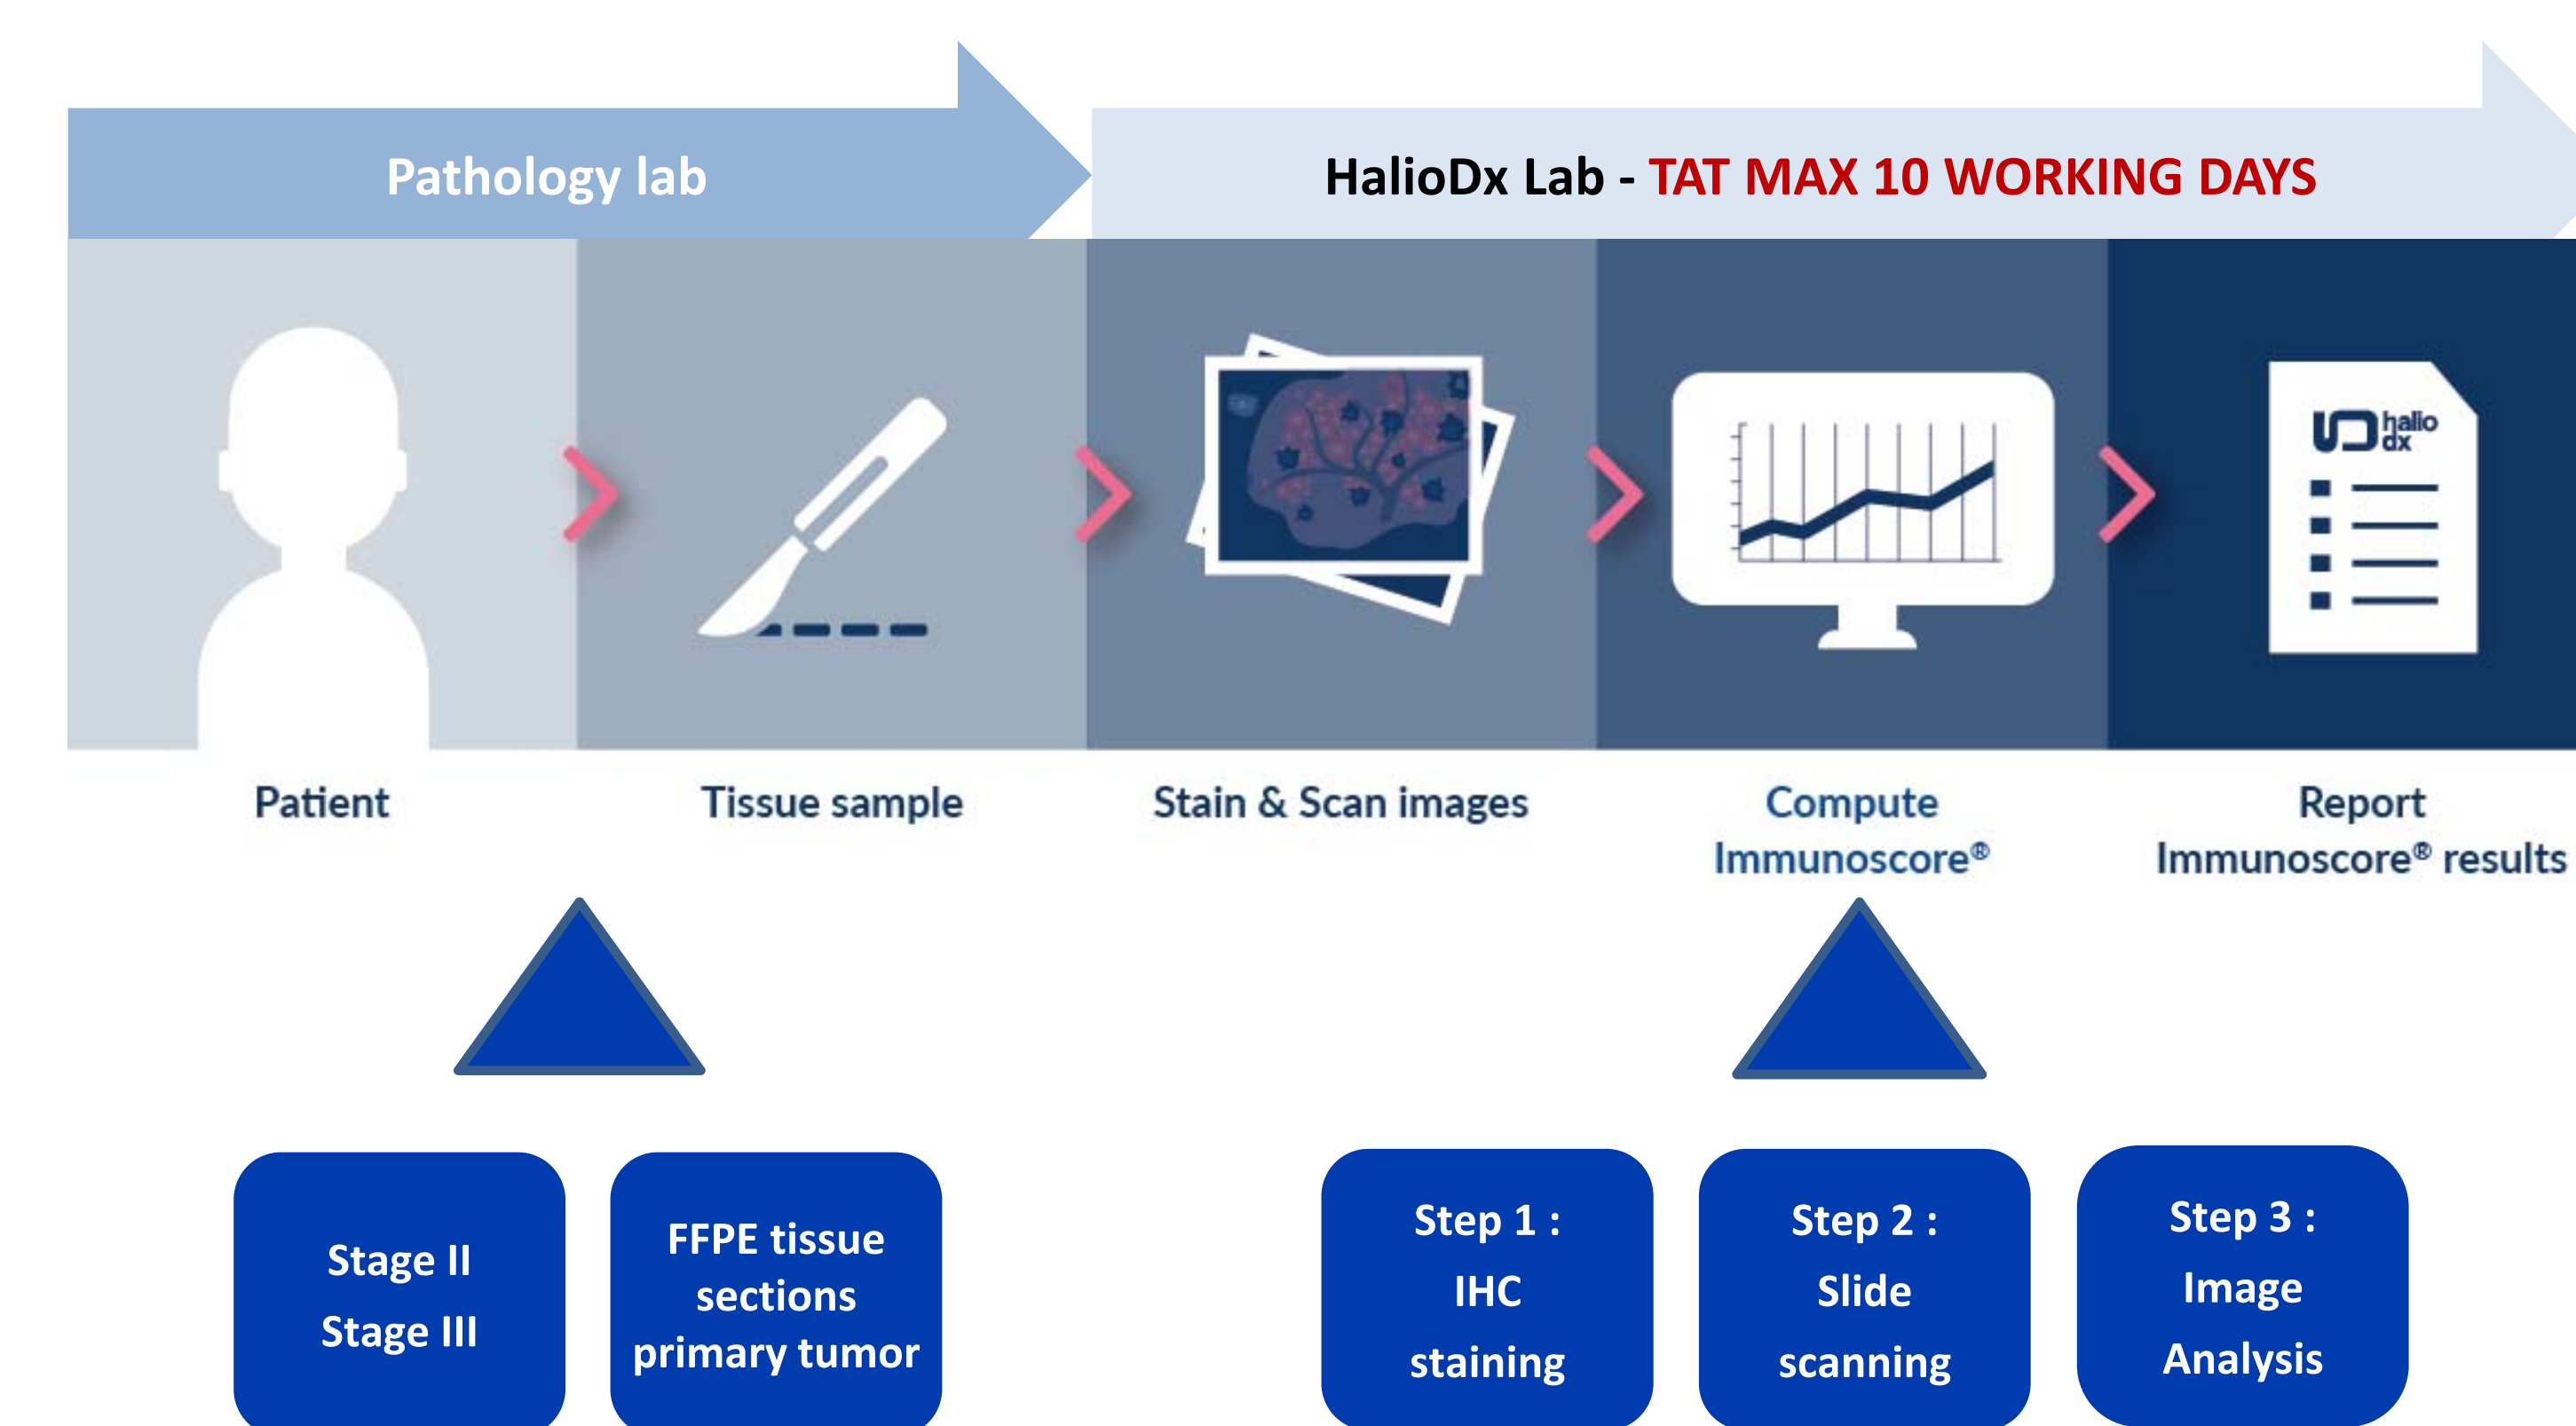 Pathology lab
HalioDx Lab - TAT MAX 10 WORKING DAYS
halio
dx
Patient
Tissue sample
Stain & Scan images
Compute
Immunoscore®
Report
Immunoscore® results
Stage II
Stage III
FFPE tissue
sections
primary tumor
Step 1 :
IHC
staining
Step 2 :
Slide
scanning
Step 3 :
Image
Analysis